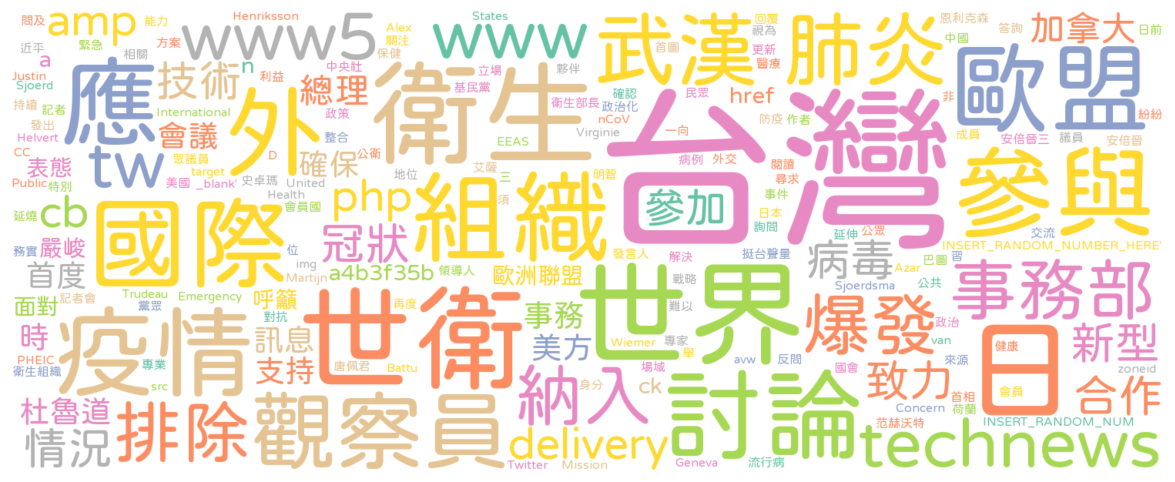 問及
amp
能力
Henriksson
方案
緊急
相關
近平
a
Justin
Sjoerd
持續
記者
發出
Helvert
CC
應
技術
n
www5
中央社
利益
International
總理
會議
Alex
關注
保健
立場
基民黨
夥伴
www
States
武漢
肺炎
首圖
回覆
視為
更新
醫療
恩利克森
答詢
中國
加拿大
日前
歐盟
非
紛紛
外
衛生
政策
整合
衛生部長
政治化
確認
nCoV
防疫
作者
民眾
href
台灣
成員
安倍晉三
議員
安倍晉
Virginie
一向
病例
外交
EEAS
公衛
D
眾議員
target
確保
表態
tw
Public
特別
美國
_blank'
史卓瑪
United
Health
地位
艾薩
三
須
明智
閱讀
尋求
事件
日本
詢問
公眾
參加
參與
延燒
cb
國際
會員國
php
組織
務實
嚴峻
位
冠狀
img
Martijn
a4b3f35b
領導人
歐洲聯盟
發言人
解決
挺台聲量
延伸
交流
INSERT_RANDOM_NUMBER_HERE'
病毒
巴圖
習
Azar
首度
面對
記者會
Trudeau
Emergency
黨眾
對抗
呼籲
再度
世衛
事務
世界
戰略
難以
Sjoerdsma
公共
事務部
時
疫情
訊息
PHEIC
衛生組織
專業
src
支持
唐佩君
Battu
美方
Wiemer
專家
舉
avw
反問
爆發
政治
van
來源
新型
日
健康
zoneid
杜魯道
情況
排除
觀察員
納入
身分
場域
ck
討論
國會
致力
首相
荷蘭
Concern
會員
合作
范赫沃特
INSERT_RANDOM_NUM
delivery
Twitter
Mission
Geneva
流行病
technews